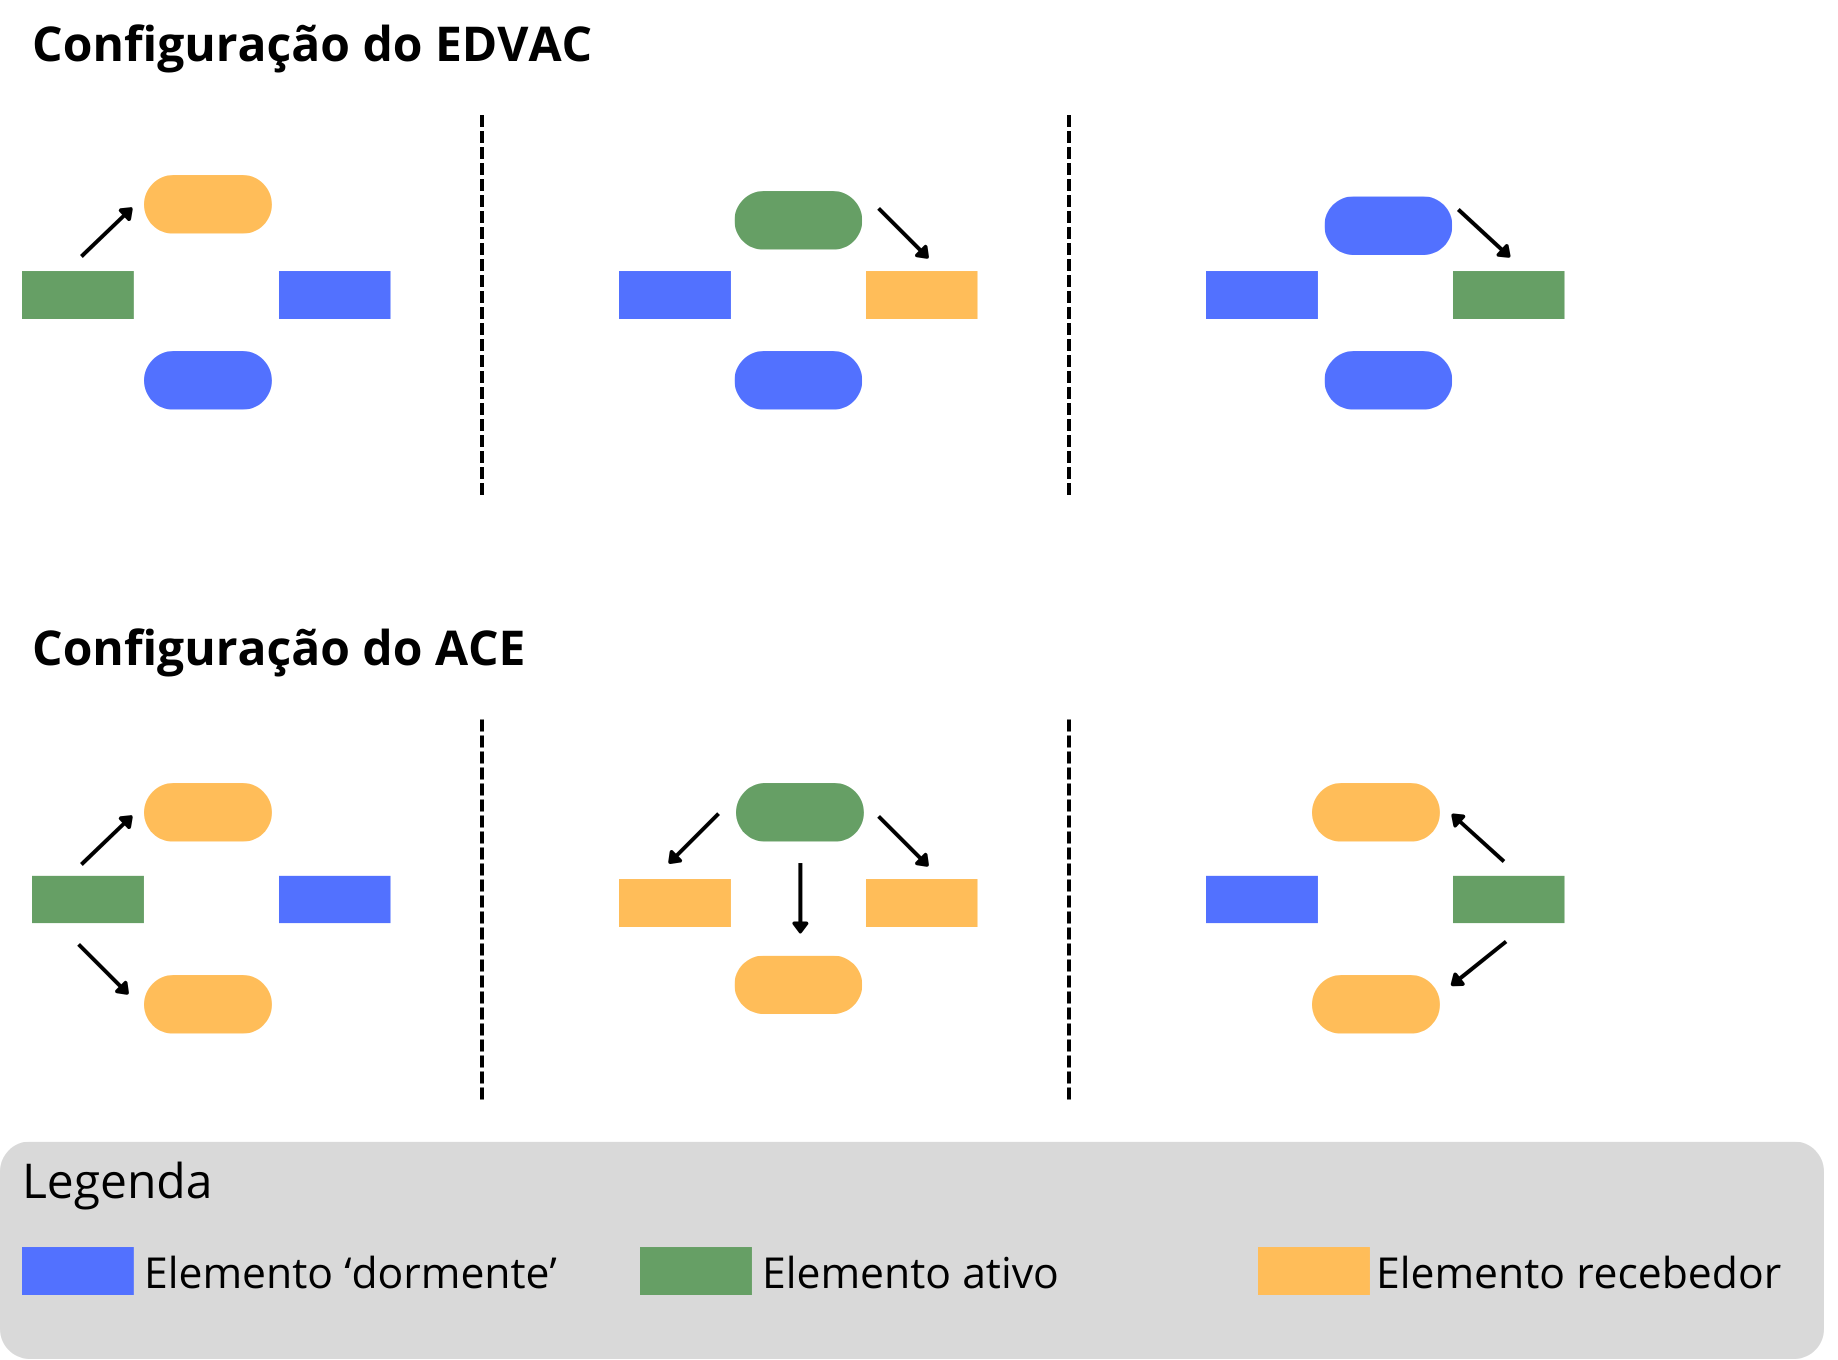 Configuração do EDVAC
Configuração do ACE
Legenda
Elemento ‘dormente’
Elemento ativo
Elemento recebedor